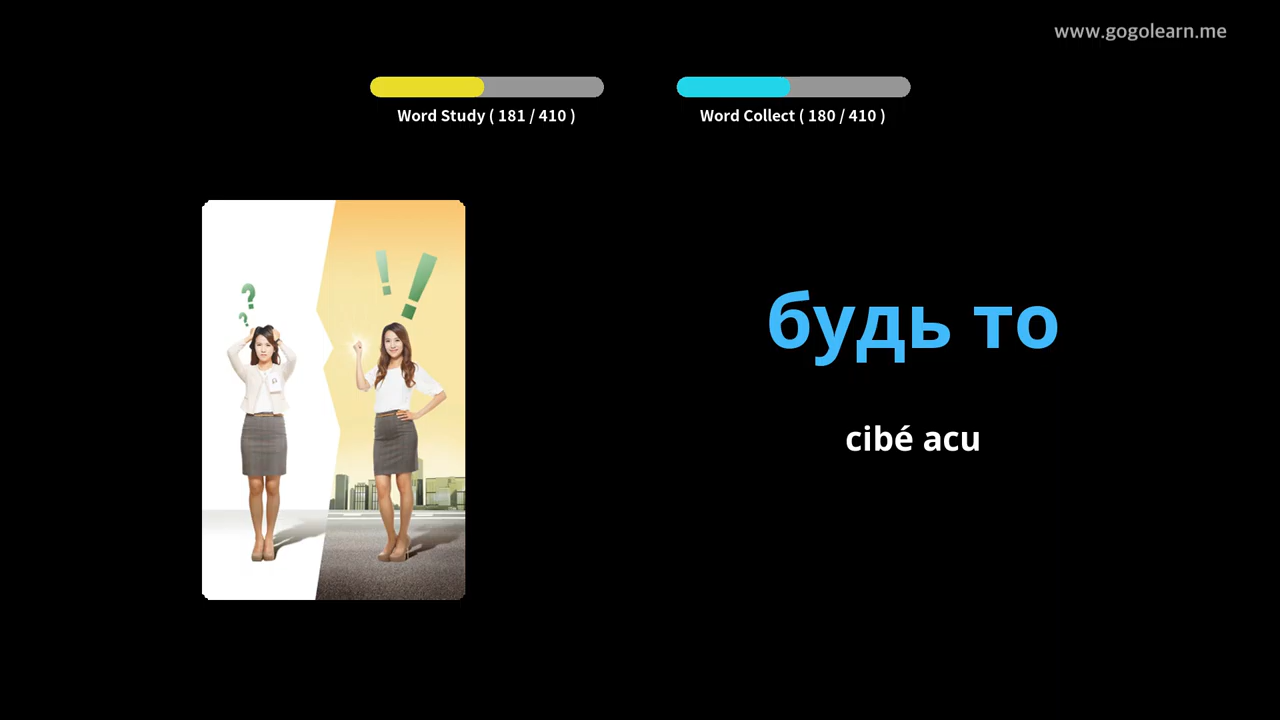 www.gogolearn.me
Word Study ( 181 / 410 )
Word Collect ( 180 / 410 )
? ?
! !
будь то
cibé acu